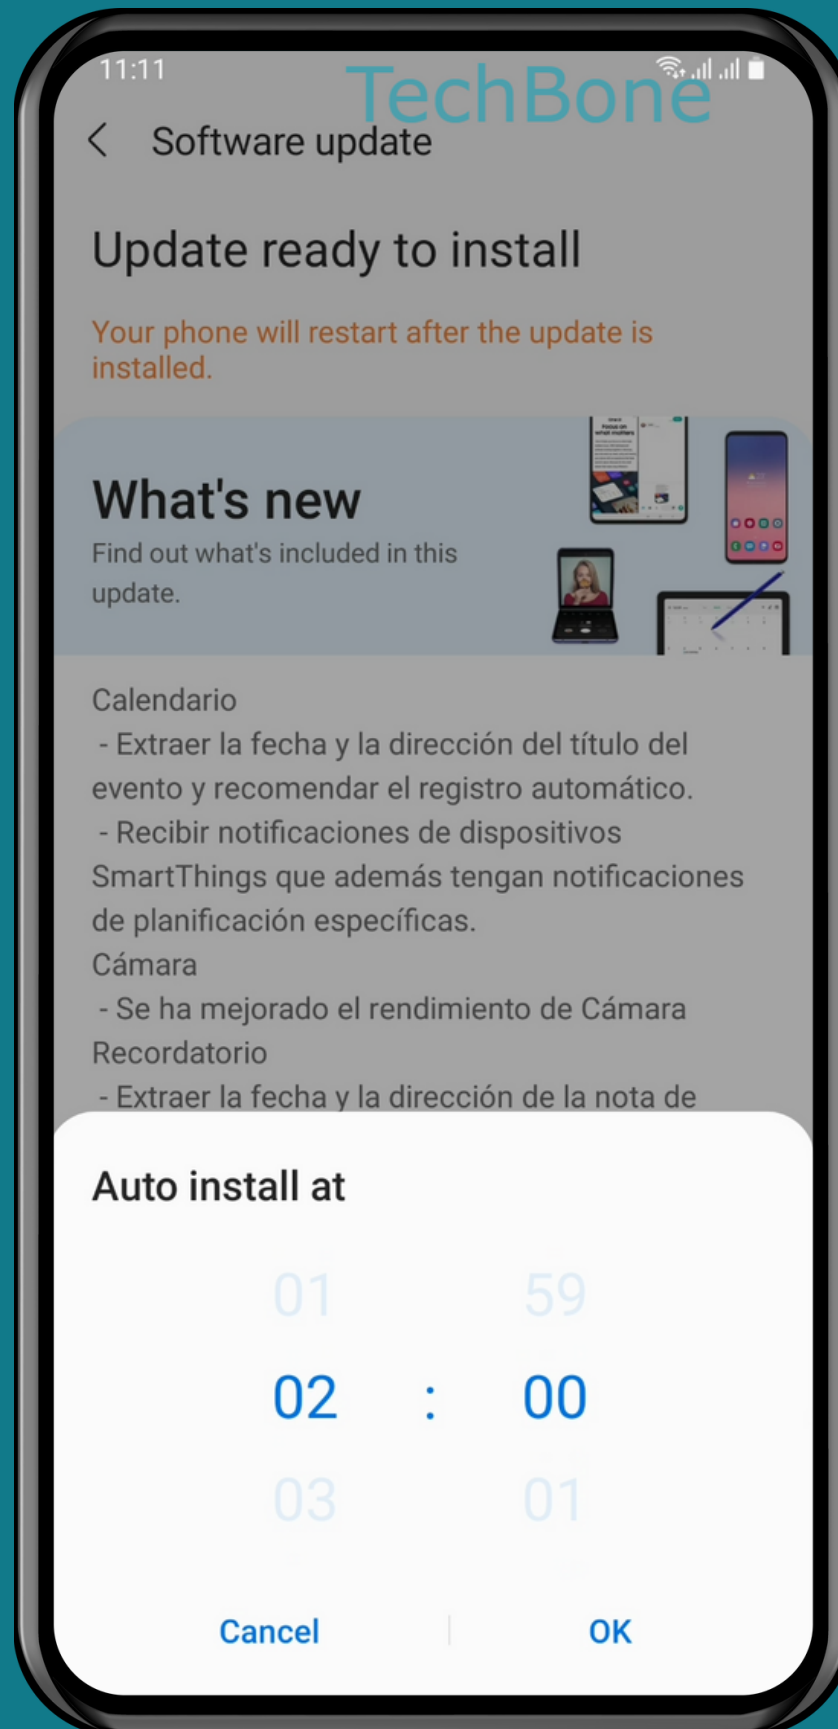 11:11
TechBone
Software update
Update ready to install
Your phone will restart after the update is
installed.
What's new
Find out what's included in this
update.
Focus on
what matters
Calendario
- Extraer la fecha y la dirección del título del
evento y recomendar el registro automático.
- Recibir notificaciones de dispositivos
SmartThings que además tengan notificaciones
de planificación específicas.
Cámara
- Se ha mejorado el rendimiento de Cámara
Recordatorio
- Extraer la fecha y la dirección de la nota de
Auto install at
01 59
02 : 00
03 01
Cancel OK